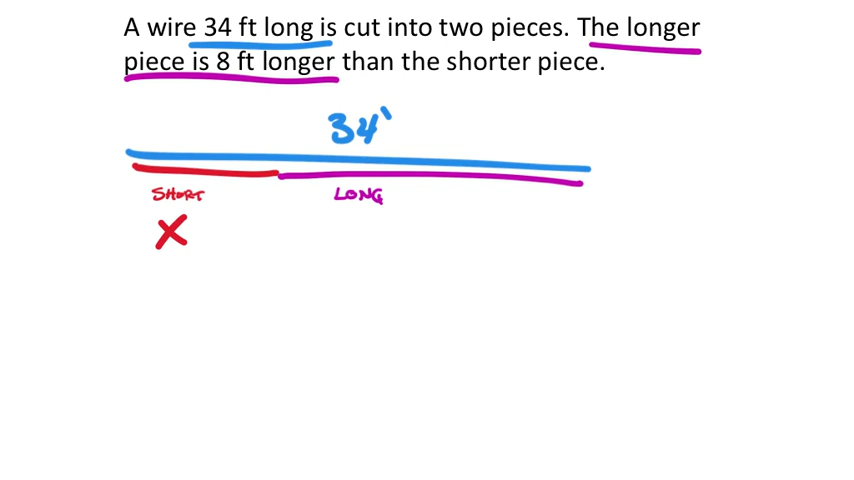 A wire 34 ft long is cut into two pieces. The longer
piece is 8 ft longer than the shorter piece.
34'
SHORT LONG
X